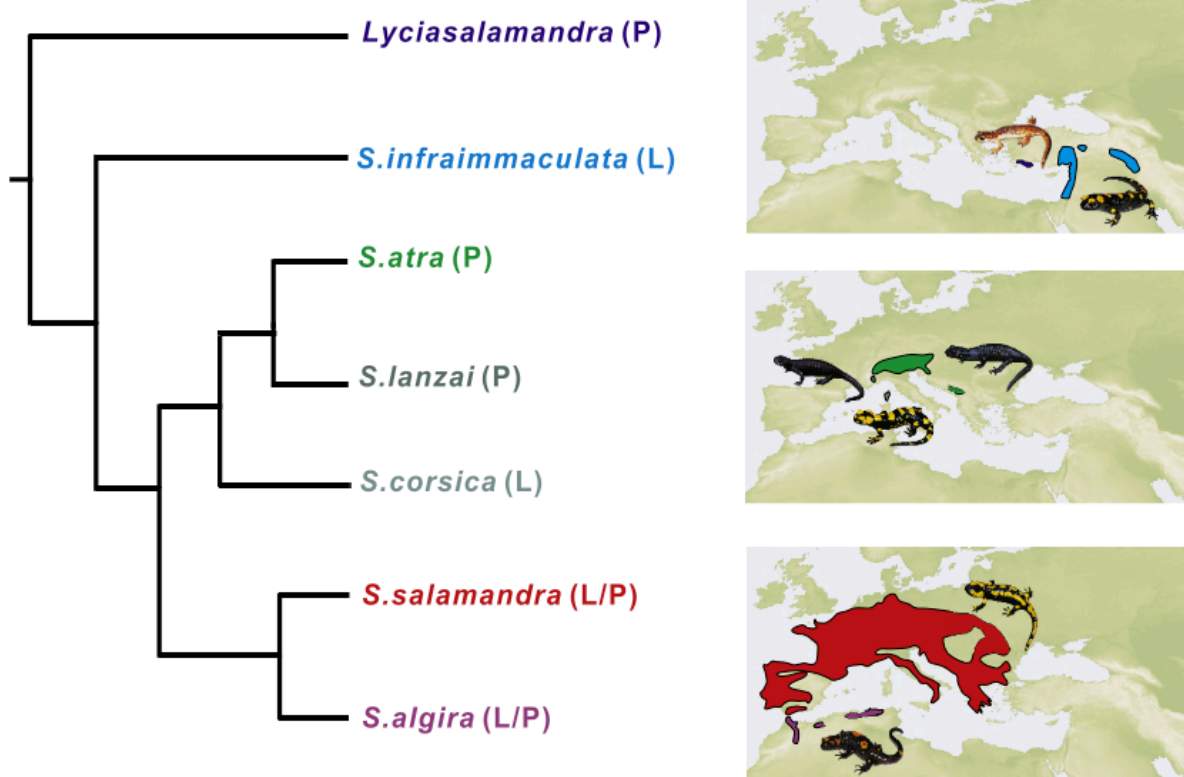 Lyciasalamandra (P)
S.infraimmaculata (L)
S.atra (P)
S.lanzai (P)
S.corsica (L)
S.salamandra (L/P)
S.algira (L/P)